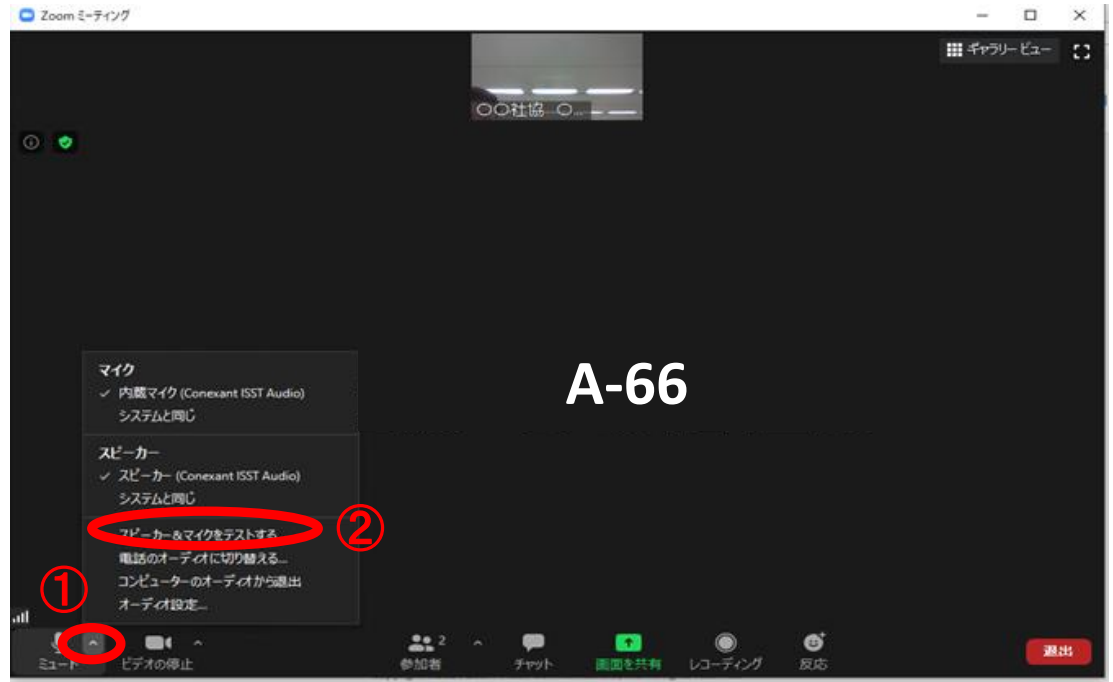 Zoom ミーティング
ギャラリー ビュー
〇〇社協 〇...
マイク
✓ 内蔵マイク (Conexant ISST Audio)
システムと同じ
A-66
スピーカー
✓ スピーカー (Conexant ISST Audio)
システムと同じ
スピーカー&マイクをテストする
②
電話のオーディオに切り替える...
コンピューターのオーディオから退出
①
オーディオ設定...
ミュート
ビデオの停止
2
参加者
チャット
画面を共有
レコーディング
反応
退出